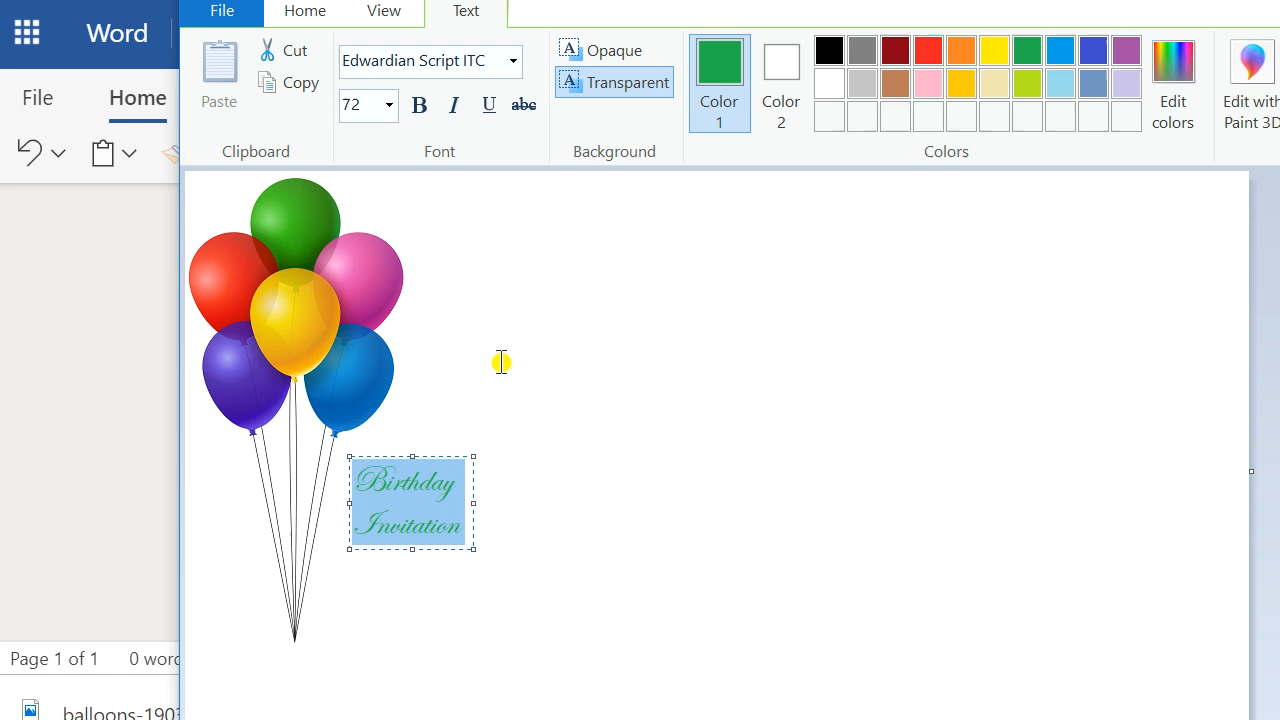 Word
File
Home
File
Home
View
Text
Paste
Cut
Copy
Clipboard
Edwardian Script ITC
72
B
I
U
abc
Font
A
Opaque
A
Transparent
Background
Color
1
Color
2
Edit
colors
Colors
Edit with
Paint 3D
Birthday
Invitation
Page 1 of 1
0 word
balloons-190